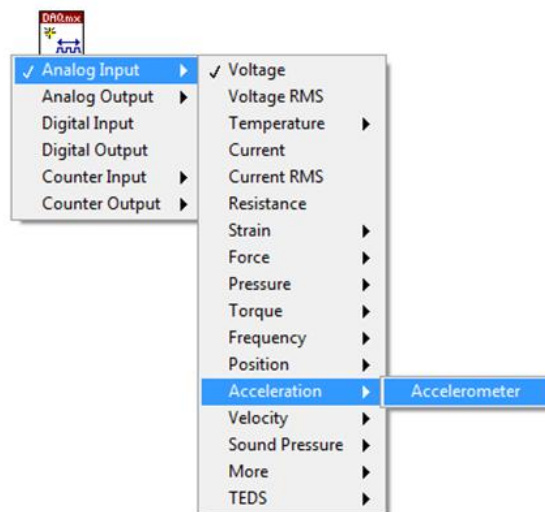 DAQmx
Analog Input
Analog Output
Digital Input
Digital Output
Counter Input
Counter Output
Voltage
Voltage RMS
Temperature
Current
Current RMS
Resistance
Strain
Force
Pressure
Torque
Frequency
Position
Acceleration
Velocity
Sound Pressure
More
TEDS
Accelerometer